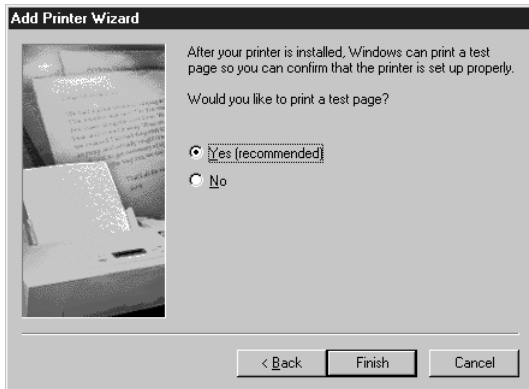 Add Printer Wizard
After your printer is installed, Windows can print a test
page so you can confirm that the printer is set up properly.
Would you like to print a test page?
Yes (recommended)
No
< Back
Finish
Cancel